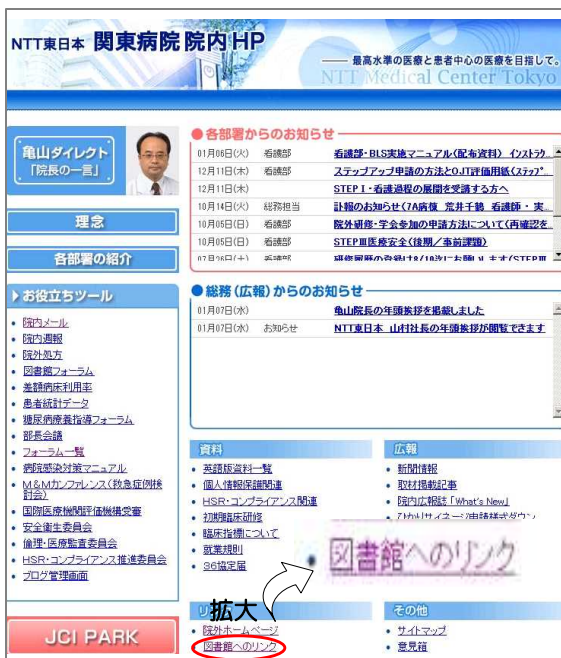 NTT東日本 関東病院 院内HP
最高水準の医療と患者中心の医療を目指して。
NTT Medical Center Tokyo
亀山ダイレクト
「院長の一言」
理念
各部署の紹介
お役立ちツール
・院内メール
・院内週報
・院外処方
・図書館フォーラム
・差額病床利用率
・患者統計データ
・糖尿病療養指導フォーラム
・部長会議
・フォーラム一覧
・病院感染対策マニュアル
・M&Mカンファレンス(救急症例検
討会)
・国際医療機関評価機構受審
・安全衛生委員会
・倫理・医療監査委員会
・HSR・コンプライアンス推進委員会
・ブログ管理画面
JCI PARK
●各部署からのお知らせ
01月06日(火) 看護部 看護部・BLS実施マニュアル(配布資料) インストラク...
12月11日(木) 看護部 ステップアップ申請の方法とOJT評価用紙(ステップ...
12月11日(木) STEPⅠ・看護過程の展開を受講する方へ
10月14日(火) 総務担当 訃報のお知らせ(7A病棟 荒井千鶴 看護師・実...
10月05日(日) 看護部 院外研修・学会参加の申請方法について(再確認を...
10月05日(日) 看護部 STEPⅢ医療安全(後期/事前課題)
●総務(広報)からのお知らせ
01月07日(水) 亀山院長の年頭挨拶を掲載しました
01月07日(水) お知らせ NTT東日本 山村社長の年頭挨拶が閲覧できます
資料
・英語版資料一覧
・個人情報保護関連
・HSR・コンプライアンス関連
・初期臨床研修
・臨床指標について
・就業規則
・36協定届
広報
・新聞情報
・取材掲載記事
・院内広報誌「What's New」
・図書館へのリンク
拡大
・院外ホームページ
・図書館へのリンク
その他
・サイトマップ
・意見箱